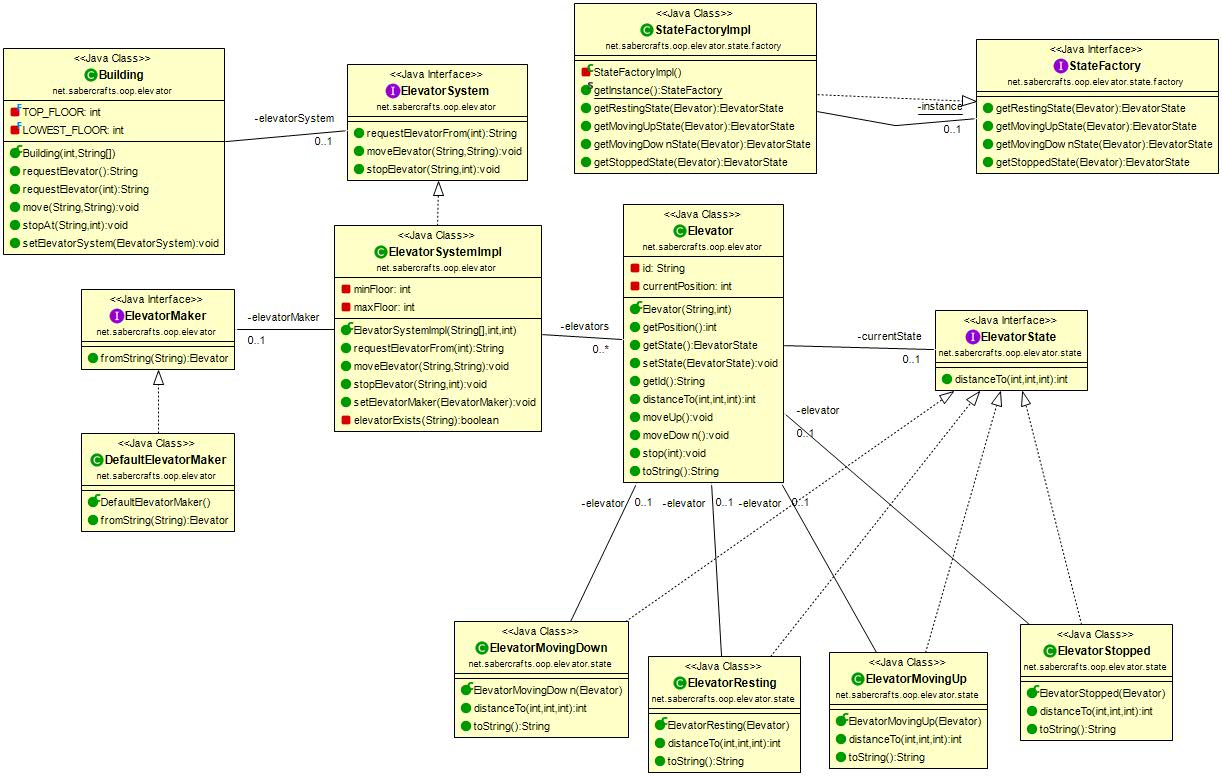 <<Java Class>>
Building
net.sabercrafts.oop.elevator
TOP_FLOOR: int
LOWEST_FLOOR: int
Building(int,String[])
requestElevator():String
requestElevator(int):String
move(String,String):void
stopAt(String,int):void
setElevatorSystem(ElevatorSystem):void
-elevatorSystem
0..1
<<Java Interface>>
ElevatorSystem
net.sabercrafts.oop.elevator
requestElevatorFrom(int):String
moveElevator(String,String):void
stopElevator(String,int):void
<<Java Class>>
StateFactoryImpl
net.sabercrafts.oop.elevator.state.factory
StateFactoryImpl()
getInstance():StateFactory
getRestingState(Elevator):ElevatorState
getMovingUpState(Elevator):ElevatorState
getMovingDownState(Elevator):ElevatorState
getStoppedState(Elevator):ElevatorState
-instance
0..1
<<Java Interface>>
StateFactory
net.sabercrafts.oop.elevator.state.factory
getRestingState(Elevator):ElevatorState
getMovingUpState(Elevator):ElevatorState
getMovingDownState(Elevator):ElevatorState
getStoppedState(Elevator):ElevatorState
<<Java Interface>>
ElevatorMaker
net.sabercrafts.oop.elevator
fromString(String):Elevator
-elevatorMaker
0..1
<<Java Class>>
ElevatorSystemImpl
net.sabercrafts.oop.elevator
minFloor: int
maxFloor: int
ElevatorSystemImpl(String[],int,int)
requestElevatorFrom(int):String
moveElevator(String,String):void
stopElevator(String,int):void
setElevatorMaker(ElevatorMaker):void
elevatorExists(String):boolean
-elevators
0..*
<<Java Class>>
Elevator
net.sabercrafts.oop.elevator
id: String
currentPosition: int
Elevator(String,int)
getPosition():int
getState():ElevatorState
setState(ElevatorState):void
getId():String
distanceTo(int,int,int):int
moveUp():void
moveDown():void
stop(int):void
toString():String
-currentState
0..1
<<Java Interface>>
ElevatorState
net.sabercrafts.oop.elevator.state
distanceTo(int,int,int):int
<<Java Class>>
DefaultElevatorMaker
net.sabercrafts.oop.elevator
DefaultElevatorMaker()
fromString(String):Elevator
-elevator
0..1
-elevator
0..1
-elevator
0..1
-elevator
0..1
<<Java Class>>
ElevatorMovingDown
net.sabercrafts.oop.elevator.state
ElevatorMovingDown(Elevator)
distanceTo(int,int,int):int
toString():String
<<Java Class>>
ElevatorResting
net.sabercrafts.oop.elevator.state
ElevatorResting(Elevator)
distanceTo(int,int,int):int
toString():String
<<Java Class>>
ElevatorMovingUp
net.sabercrafts.oop.elevator.state
ElevatorMovingUp(Elevator)
distanceTo(int,int,int):int
toString():String
<<Java Class>>
ElevatorStopped
net.sabercrafts.oop.elevator.state
ElevatorStopped(Elevator)
distanceTo(int,int,int):int
toString():String